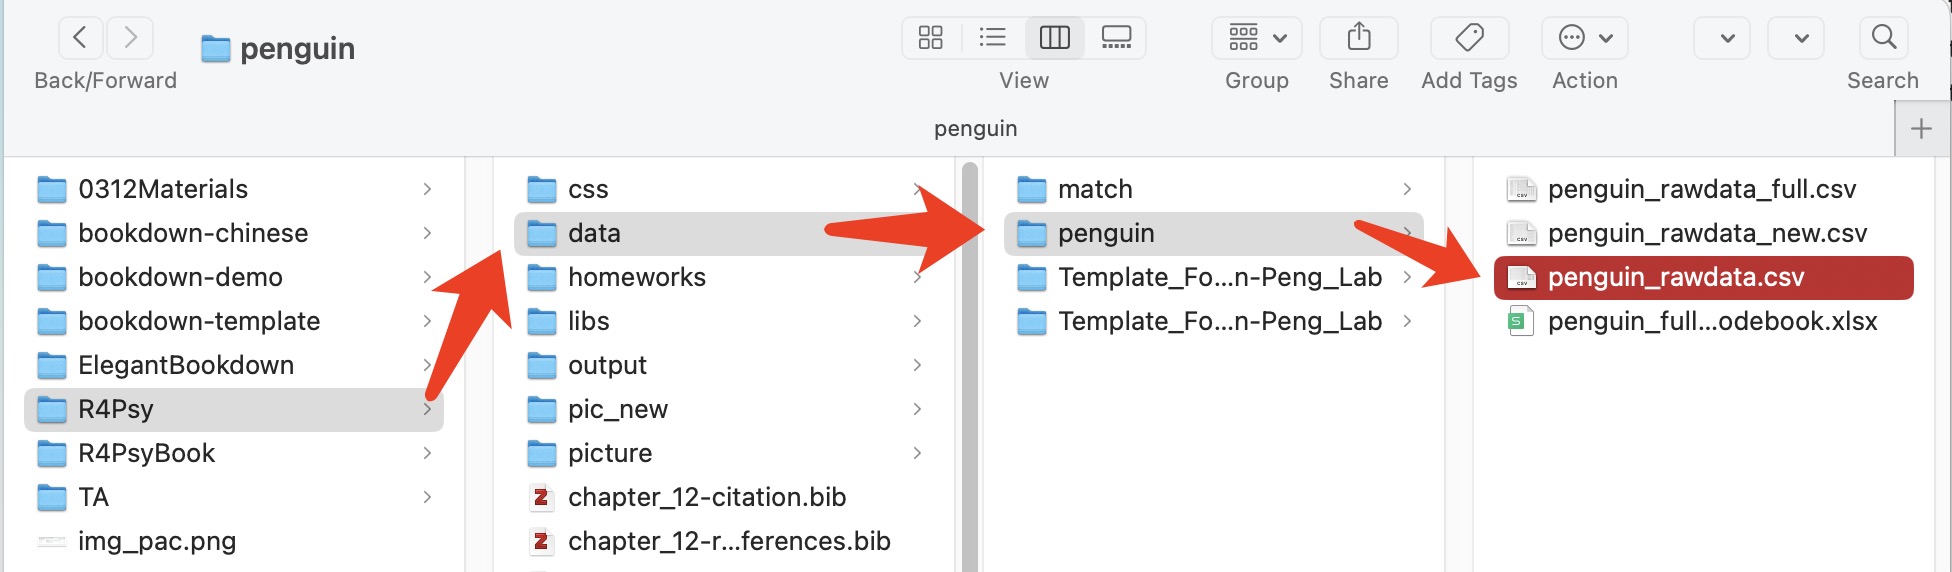 penguin
Back/Forward
View
Group
Share
Add Tags
Action
Search
penguin
0312Materials
bookdown-chinese
bookdown-demo
bookdown-template
ElegantBookdown
R4Psy
R4PsyBook
TA
img_pac.png
css
data
homeworks
libs
output
pic_new
picture
chapter_12-citation.bib
chapter_12-r...ferences.bib
match
penguin
Template_Fo...n-Peng_Lab
Template_Fo...n-Peng_Lab
penguin_rawdata_full.csv
penguin_rawdata_new.csv
penguin_rawdata.csv
penguin_full...odebook.xlsx